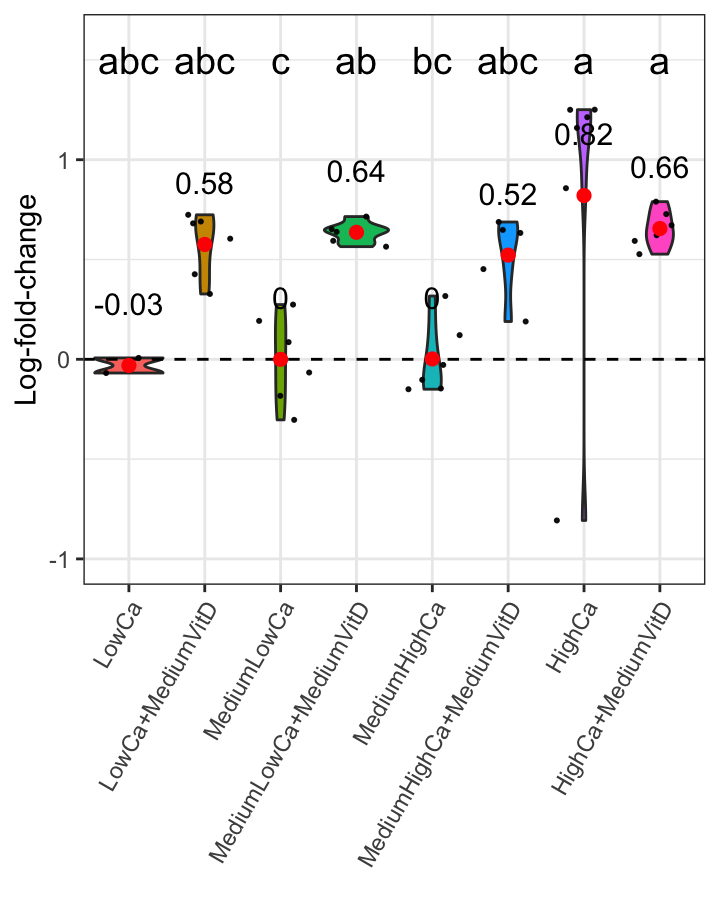 abc abc c ab bc abc a a
0.82
0.64 0.66
0.58 0.52
-0.03 0 0
1
0
-1
Log-fold-change
LowCa
LowCa+MediumVitD
MediumLowCa
MediumLowCa+MediumVitD
MediumHighCa
MediumHighCa+MediumVitD
HighCa
HighCa+MediumVitD